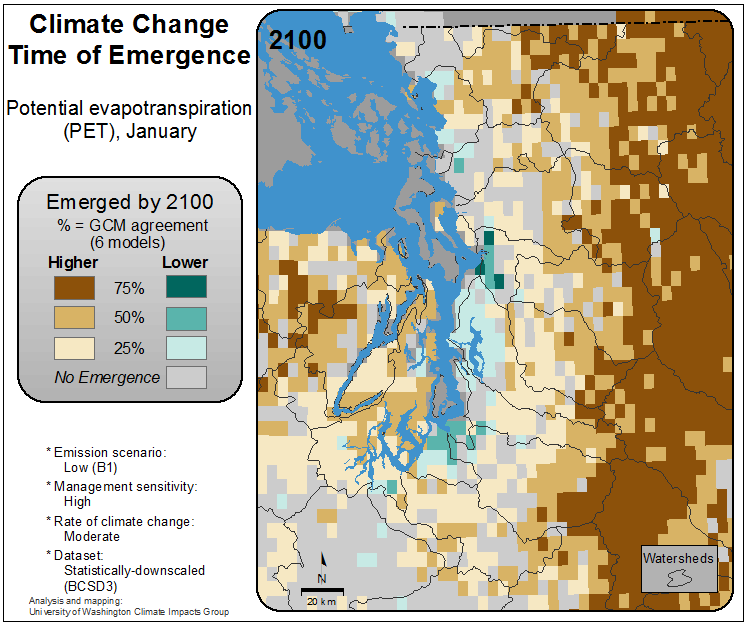 Climate Change
Time of Emergence
Potential evapotranspiration
(PET), January
Emerged by 2100
% = GCM agreement
(6 models)
Higher Lower
75%
50%
25%
No Emergence
* Emission scenario:
Low (B1)
* Management sensitivity:
High
* Rate of climate change:
Moderate
* Dataset:
Statistically-downscaled
(BCSD3)
Analysis and mapping:
University of Washington Climate Impacts Group
2100
N
20 km
Watersheds